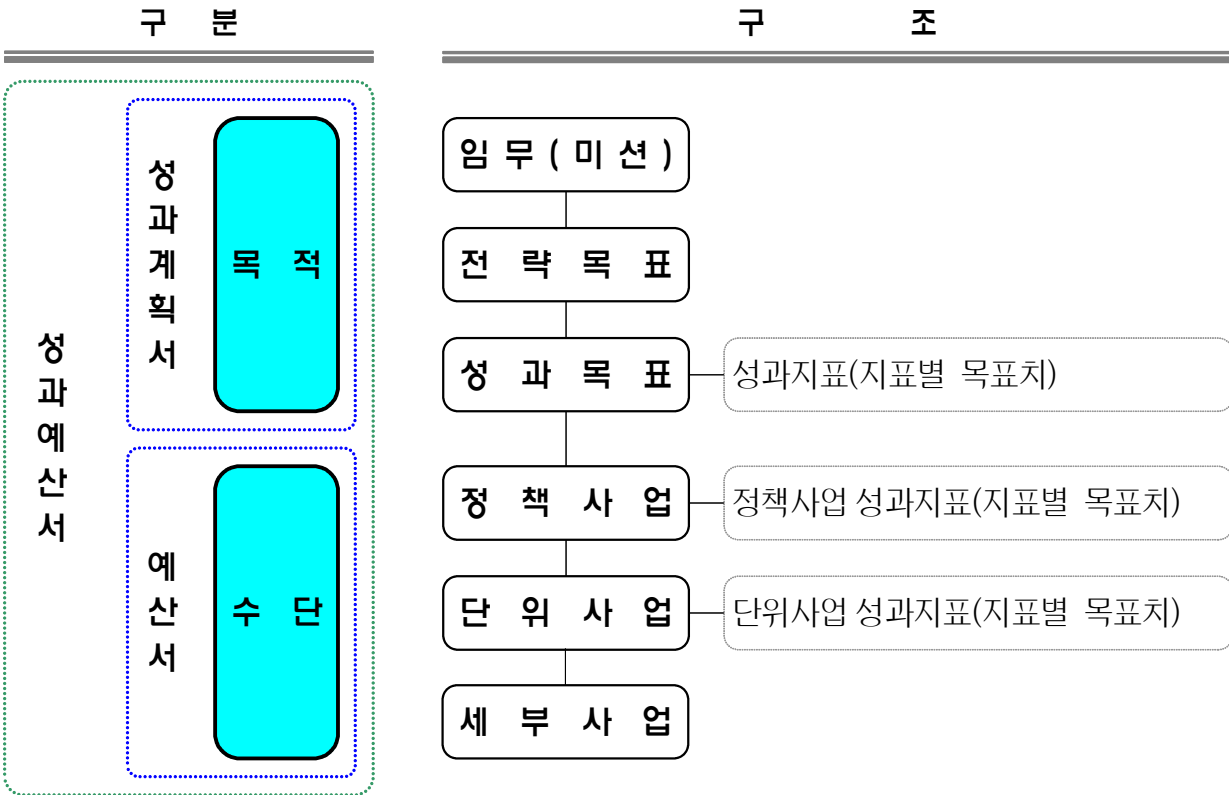 구 분
구 조
성과예산서
성과계획서
목 적
예산서
수 단
임 무 ( 미 션 )
전 략 목 표
성 과 목 표
성과지표(지표별 목표치)
정 책 사 업
정책사업 성과지표(지표별 목표치)
단 위 사 업
단위사업 성과지표(지표별 목표치)
세 부 사 업